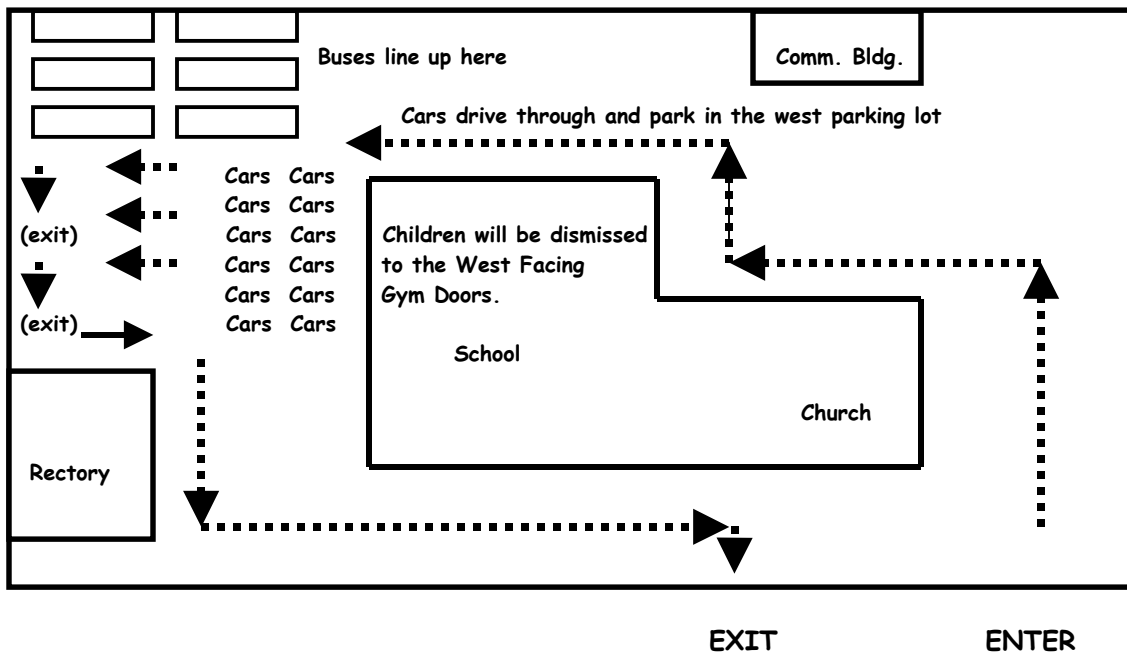 Buses line up here
Comm. Bldg.
Cars drive through and park in the west parking lot
Cars Cars
Cars Cars
Cars Cars
Cars Cars
Cars Cars
Cars Cars
(exit)
(exit)
Children will be dismissed
to the West Facing
Gym Doors.
School
Church
Rectory
EXIT
ENTER